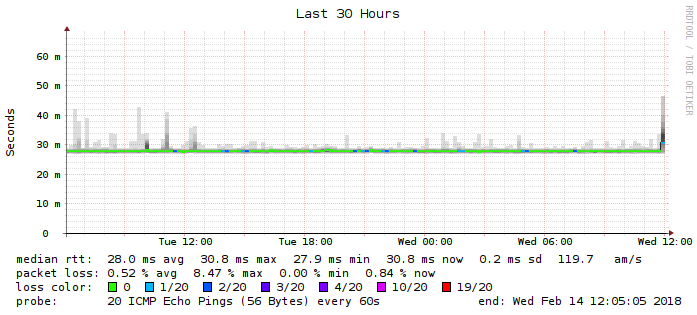 Last 30 Hours
RRDTOOL / TOBI OETIKER
Seconds
60 m
50 m
40 m
30 m
20 m
10 m
0
Tue 12:00 Tue 18:00 Wed 00:00 Wed 06:00 Wed 12:00
median rtt: 28.0 ms avg 30.8 ms max 27.9 ms min 30.8 ms now 0.2 ms sd 119.7 am/s
packet loss: 0.52 % avg 8.47 % max 0.00 % min 0.84 % now
loss color: 0 1/20 2/20 3/20 4/20 10/20 19/20
probe: 20 ICMP Echo Pings (56 Bytes) every 60s end: Wed Feb 14 12:05:05 2018